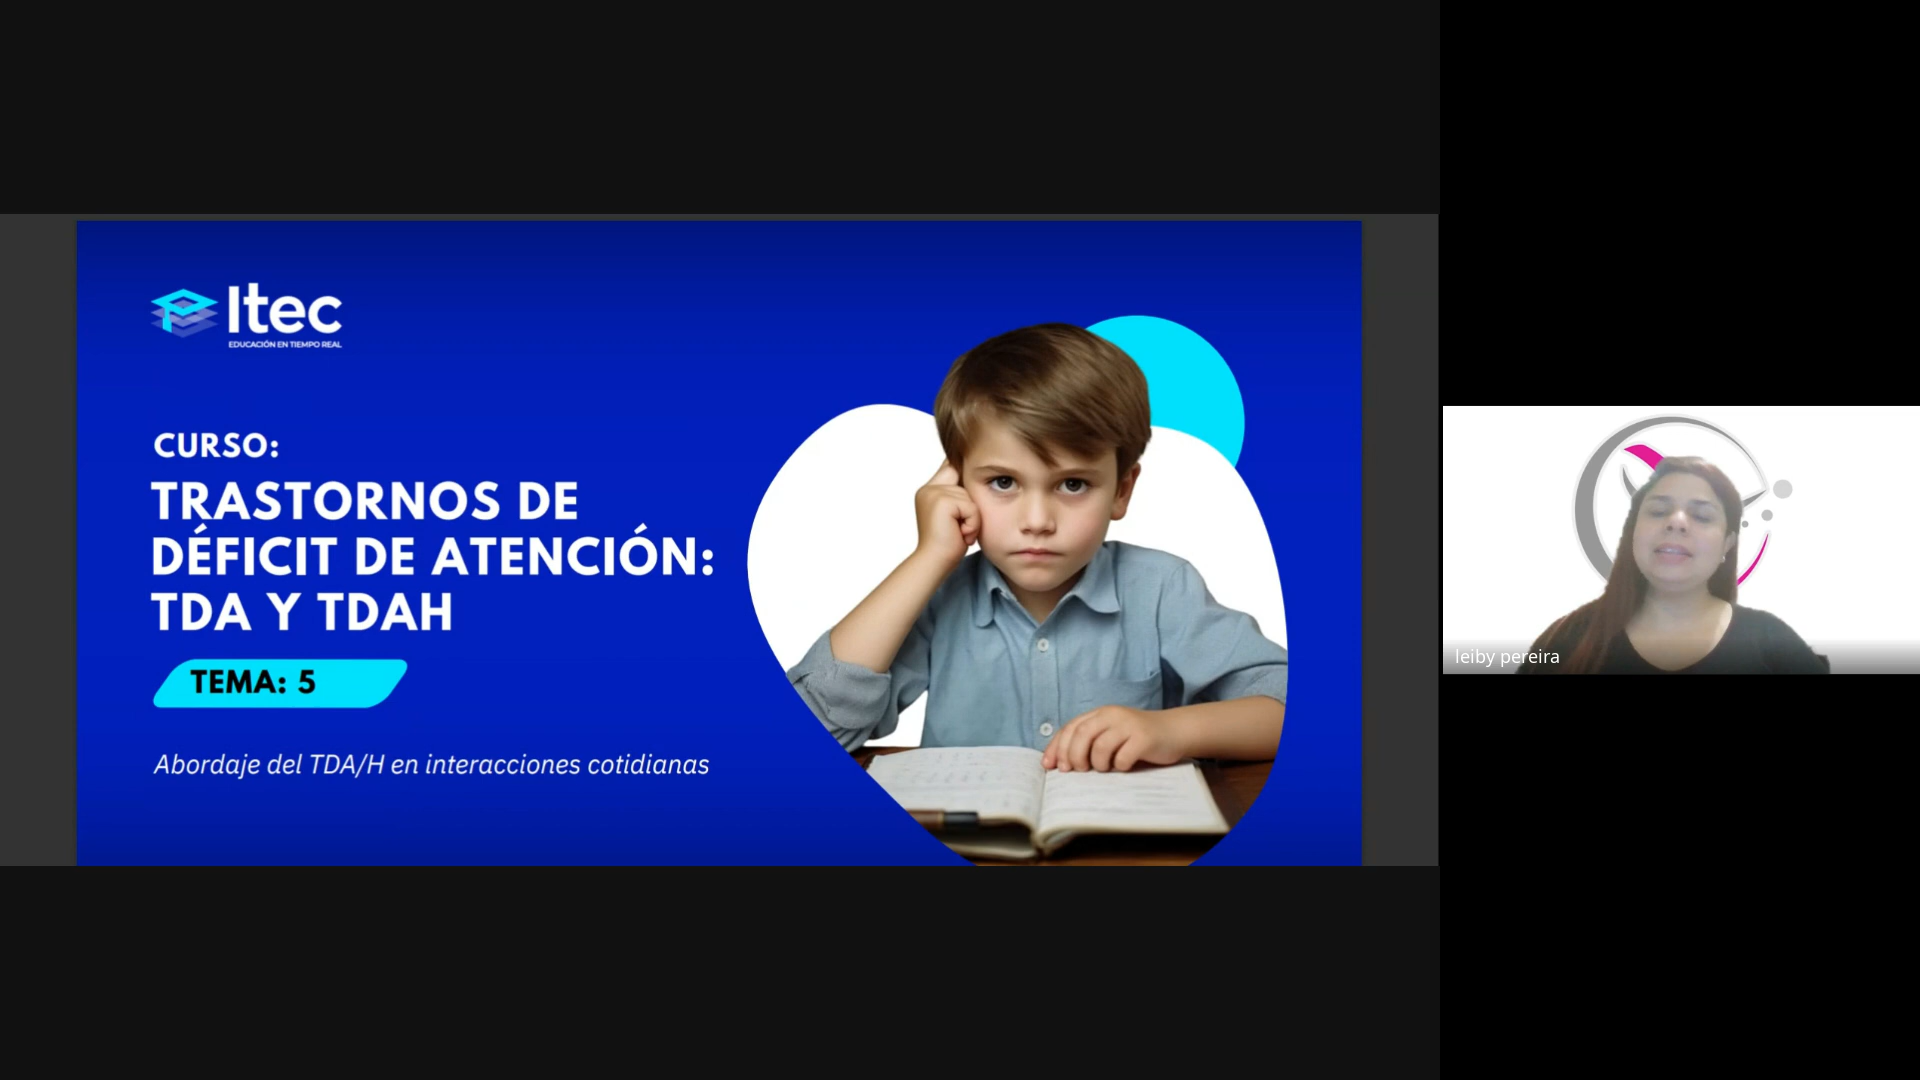 Itec
EDUCACIÓN EN TIEMPO REAL
CURSO:
TRASTORNOS DE
DÉFICIT DE ATENCIÓN:
TDA Y TDAH
TEMA: 5
Abordaje del TDA/H en interacciones cotidianas
leiby pereira